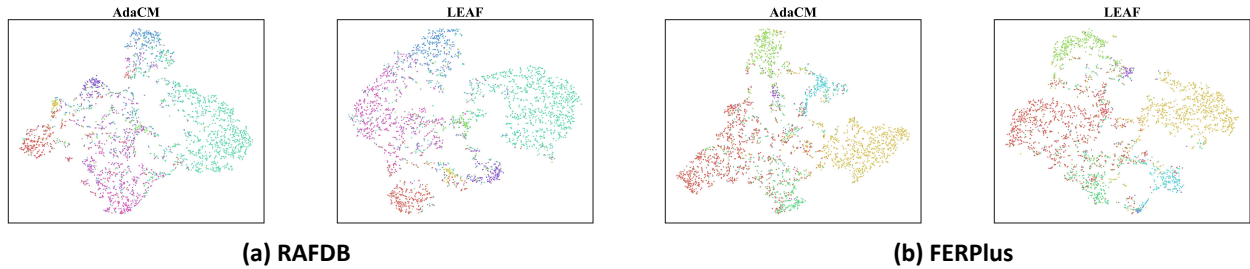 AdaCM
LEAF
AdaCM
LEAF
(a) RAFDB
(b) FERPlus